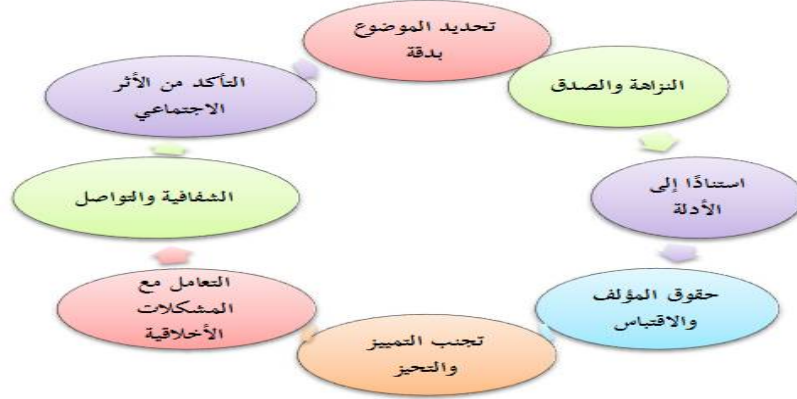 تحديد الموضوع
بدقة
النزاهة والصدق
استنادًا إلى
الأدلة
حقوق المؤلف
والاقتباس
تجنب التمييز
والتحيز
التعامل مع
المشكلات
الأخلاقية
الشفافية والتواصل
التأكد من الأثر
الاجتماعي